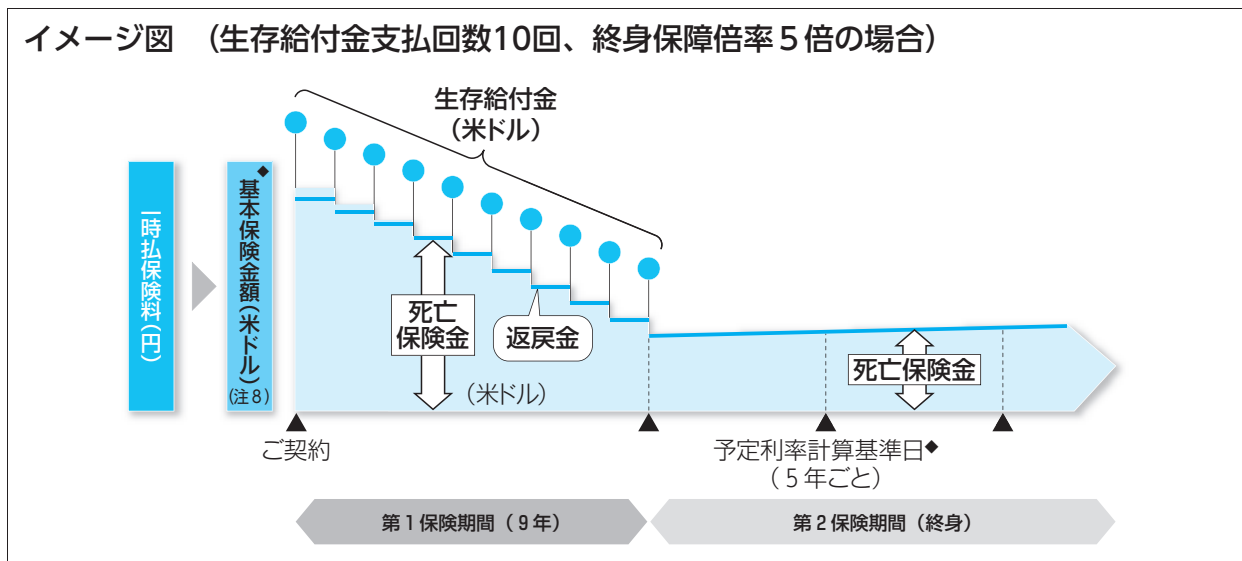 イメージ図 (生存給付金支払回数10回、終身保障倍率5倍の場合)
生存給付金
(米ドル)
一時払保険料(円)
基本保険金額(米ドル)◆
(注8)
死亡
保険金
返戻金
(米ドル)
死亡保険金
ご契約
予定利率計算基準日◆
(5年ごと)
第1保険期間(9年)
第2保険期間(終身)